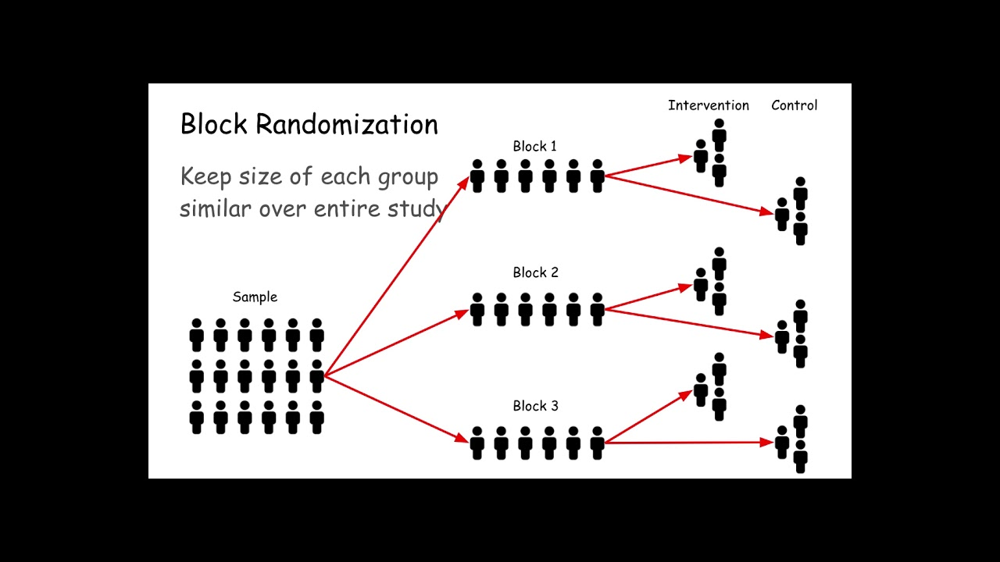 Block Randomization
Keep size of each group
similar over entire study
Sample
Block 1
Block 2
Block 3
Intervention
Control